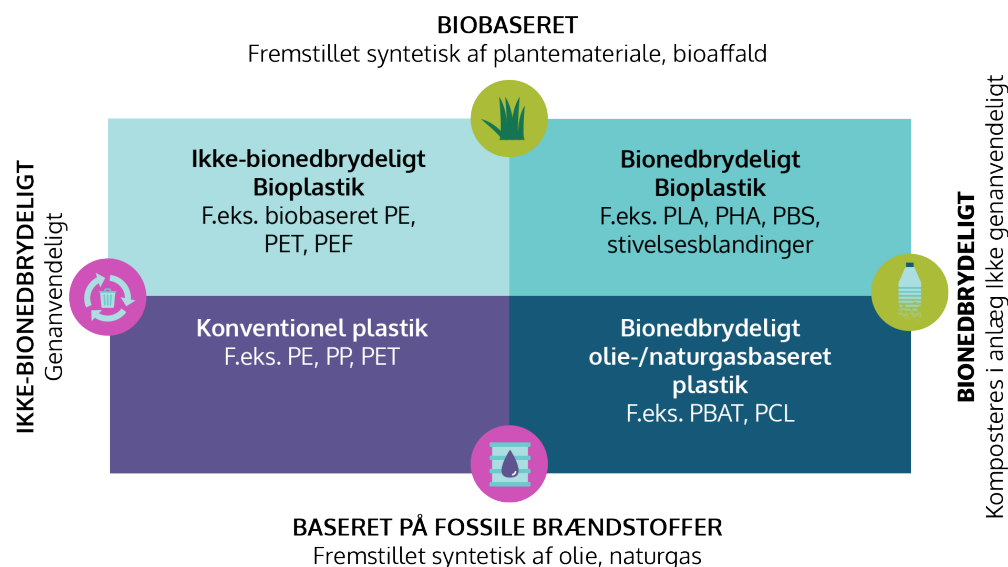 BIOBASERET
Fremstillet syntetisk af plantemateriale, bioaffald
IKKE-BIONEDBRYDELIGT
Genanvendeligt
Ikke-bionedbrydeligt
Bioplastik
F.eks. biobaseret PE,
PET, PEF
Bionedbrydeligt
Bioplastik
F.eks. PLA, PHA, PBS,
stivelsesblandinger
Konventionel plastik
F.eks. PE, PP, PET
Bionedbrydeligt
olie-/naturgasbaseret
plastik
F.eks. PBAT, PCL
BIONEDBRYDELIGT
Komposteres i anlæg Ikke genanvendeligt
BASERET PÅ FOSSILE BRÆNDSTOFFER
Fremstillet syntetisk af olie, naturgas